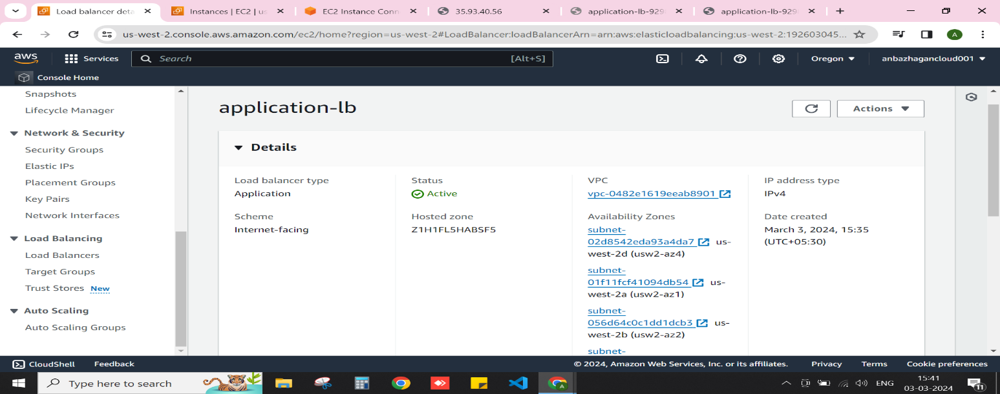 Load balancer deta
Instances | EC2 | us
EC2 Instance Conn
35.93.40.56
application-lb-929
application-lb-929
us-west-2.console.aws.amazon.com/ec2/home?region=us-west-2#LoadBalancer:loadBalancerArn=arn:aws:elasticloadbalancing:us-west-2:192603045...
A
aws
Services
Search
[Alt+S]
Oregon
anbazhagancloud001
Console Home
Snapshots
Lifecycle Manager
Network & Security
Security Groups
Elastic IPs
Placement Groups
Key Pairs
Network Interfaces
Load Balancing
Load Balancers
Target Groups
Trust Stores New
Auto Scaling
Auto Scaling Groups
application-lb
Actions
Details
Load balancer type
Application
Scheme
Internet-facing
Status
Active
Hosted zone
Z1H1FL5HABSF5
VPC
vpc-0482e1619eeab8901
Availability Zones
subnet-
02d8542eda93a4da7 us-
west-2d (usw2-az4)
subnet-
01f11fcf41094db54 us-
west-2a (usw2-az1)
subnet-
056d64c0c1dd1dcb3 us-
west-2b (usw2-az2)
subnet-
IP address type
IPv4
Date created
March 3, 2024, 15:35
(UTC+05:30)
CloudShell
Feedback
© 2024, Amazon Web Services, Inc. or its affiliates.
Privacy
Terms
Cookie preferences
Type here to search
A
ENG
15:41
03-03-2024
11